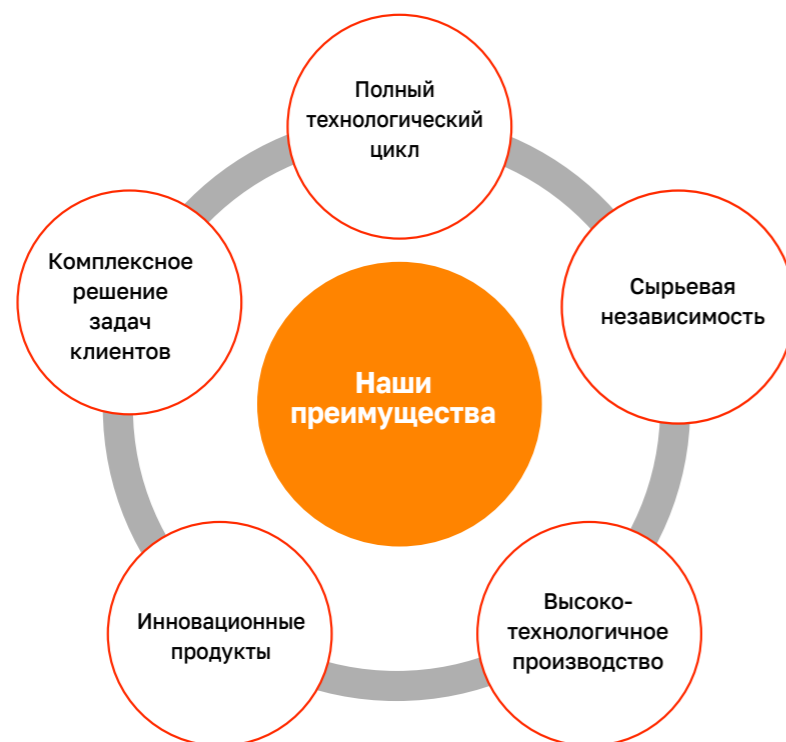 Полный
технологический
цикл
Сырьевая
независимость
Высоко-
технологичное
производство
Инновационные
продукты
Комплексное
решение
задач
клиентов
Наши
преимущества